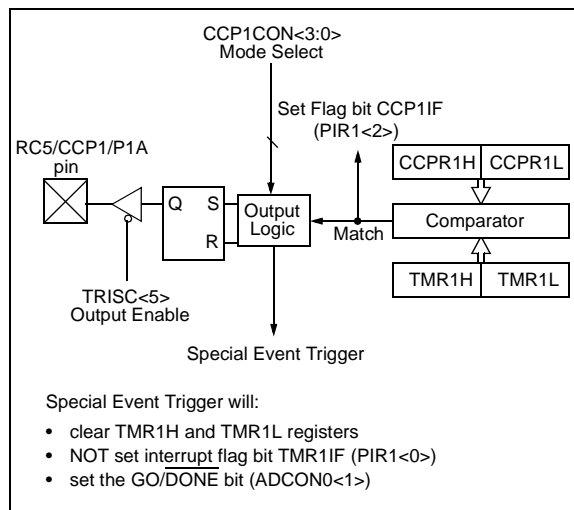 CCP1CON<3:0>
Mode Select
Set Flag bit CCP1IF
(PIR1<2>)
RC5/CCP1/P1A
pin
CCPR1H CCPR1L
Q S
R
Output
Logic
Match
Comparator
TRISC<5>
Output Enable
TMR1H TMR1L
Special Event Trigger
Special Event Trigger will:
• clear TMR1H and TMR1L registers
• NOT set interrupt flag bit TMR1IF (PIR1<0>)
• set the GO/D̅O̅N̅E̅ bit (ADCON0<1>)